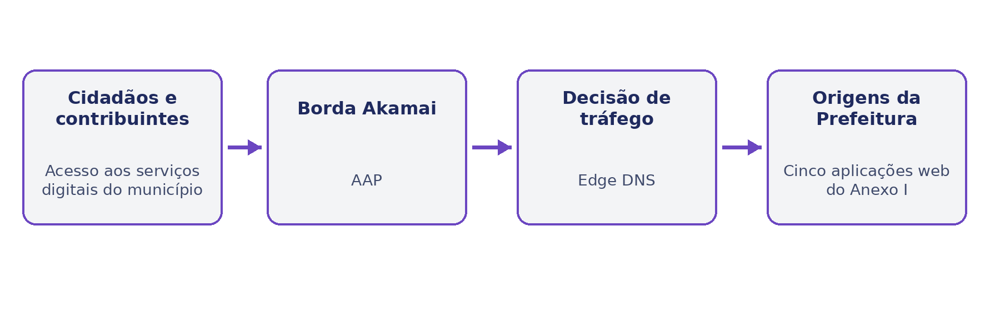 Cidadãos e
contribuintes
Acesso aos serviços
digitais do município
Borda Akamai
AAP
Decisão de
tráfego
Edge DNS
Origens da
Prefeitura
Cinco aplicações web
do Anexo I